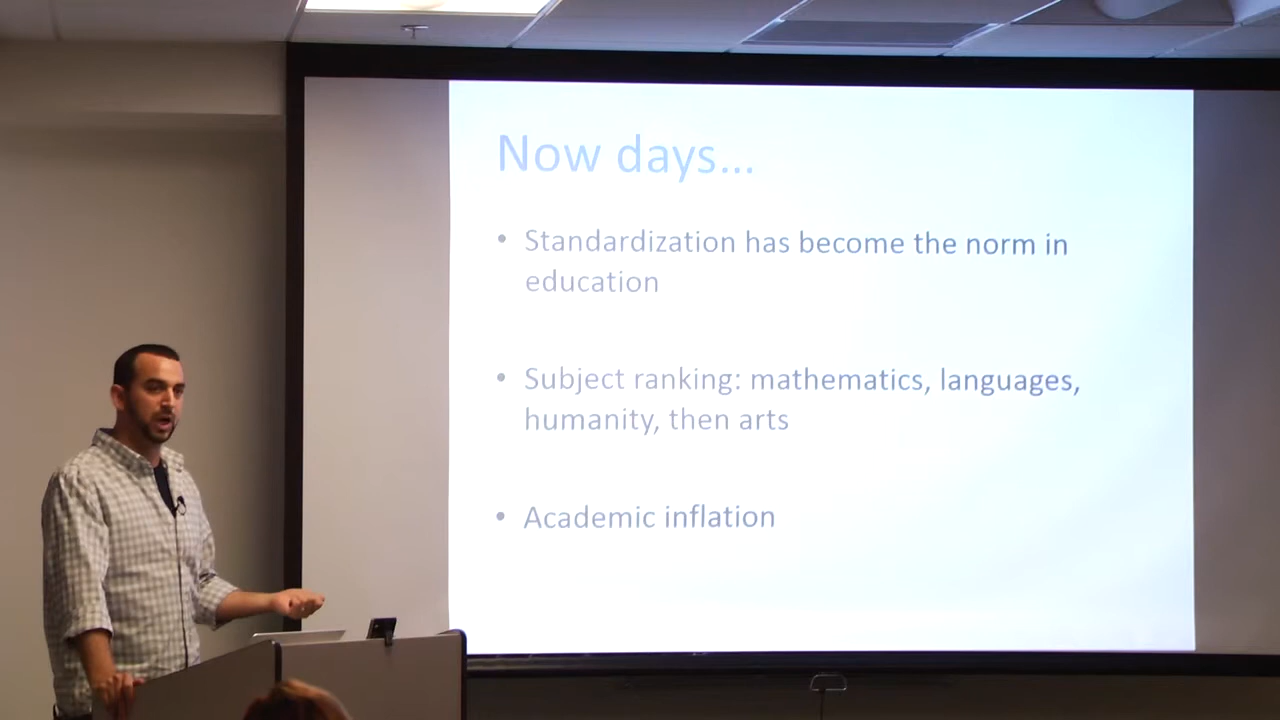 Now days...
• Standardization has become the norm in
education
• Subject ranking: mathematics, languages,
humanity, then arts
• Academic inflation